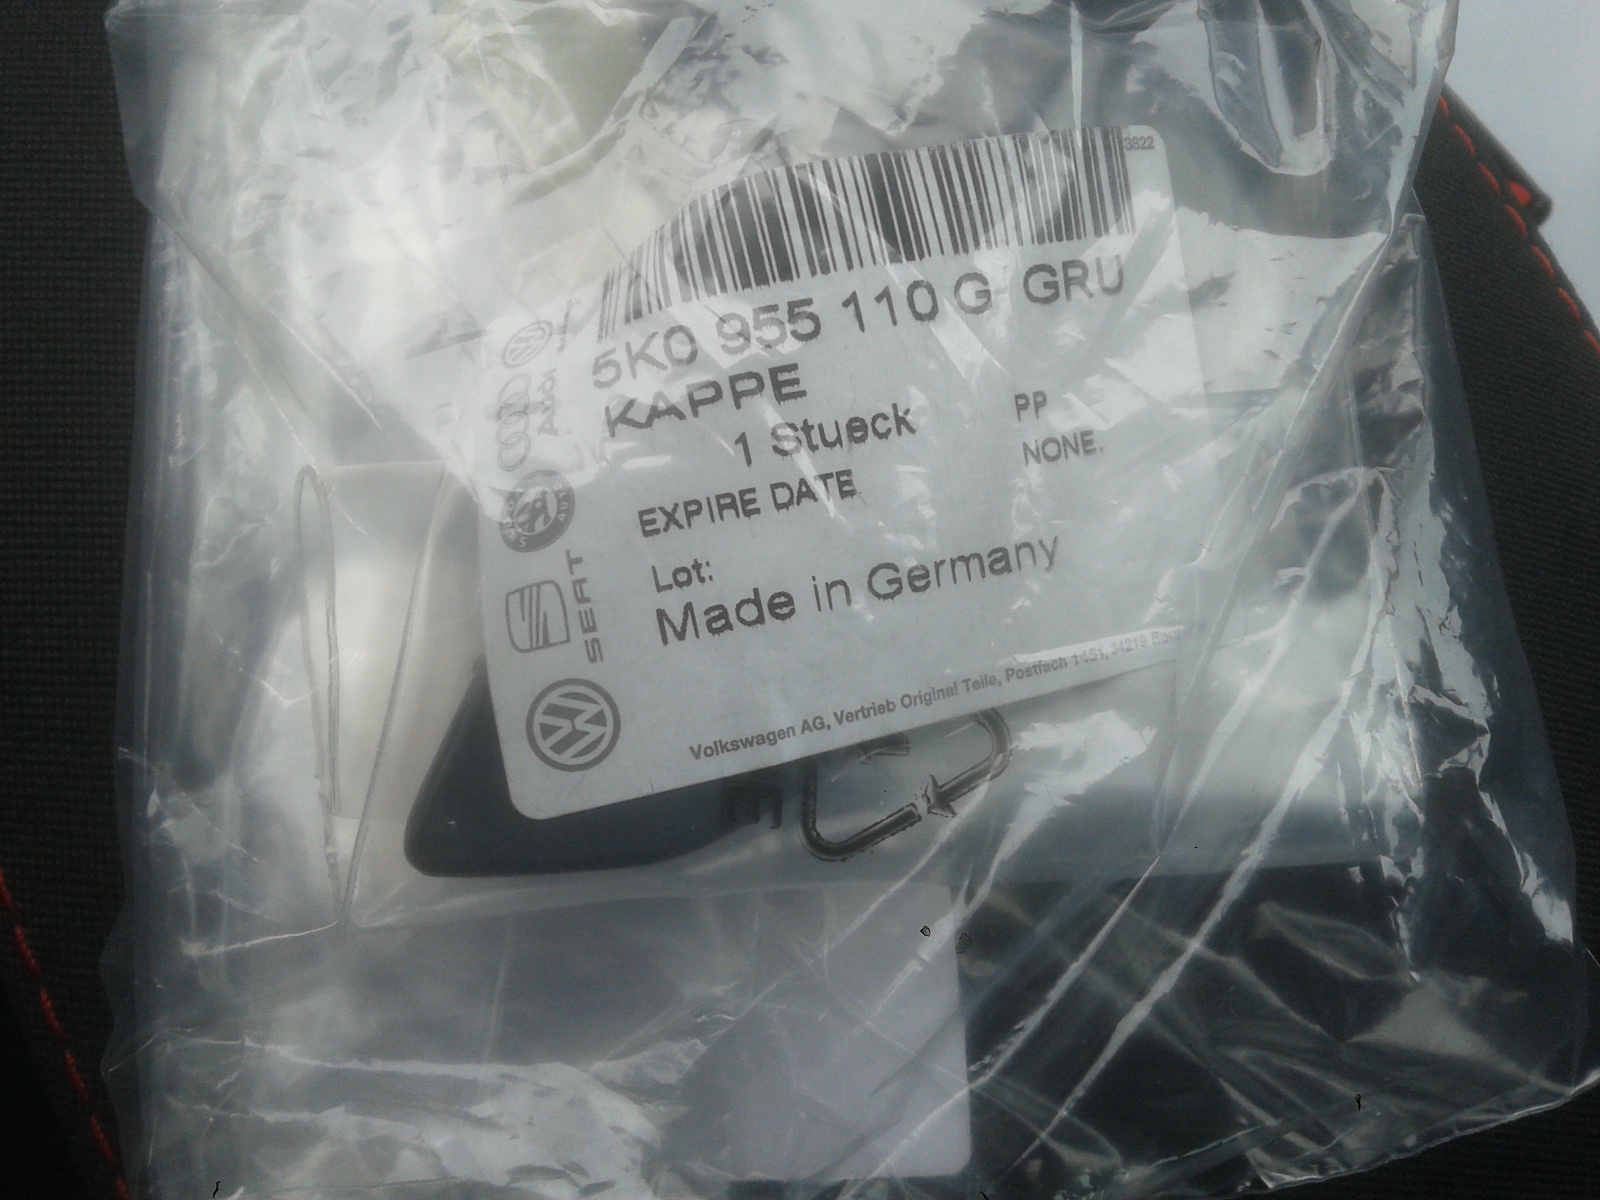 3822
5K0 955 110 G GRU
KAPPE
1 Stueck
PP
EXPIRE DATE
NONE.
Lot:
Made in Germany
Volkswagen AG, Vertrieb Original Teile, Postfach 1451, 34219
Audi
SEAT